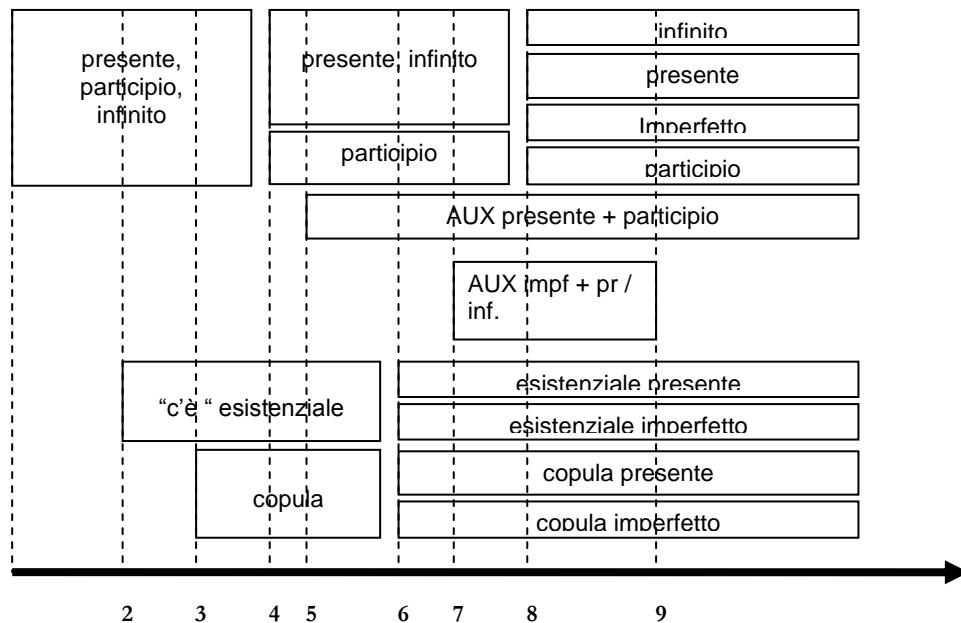 presente,
participio,
infinito
presente, infinito
participio
infinito
presente
Imperfetto
participio
AUX presente + participio
AUX impf + pr /
inf.
“c’è “ esistenziale
copula
esistenziale presente
esistenziale imperfetto
copula presente
copula imperfetto
2 3 4 5 6 7 8 9